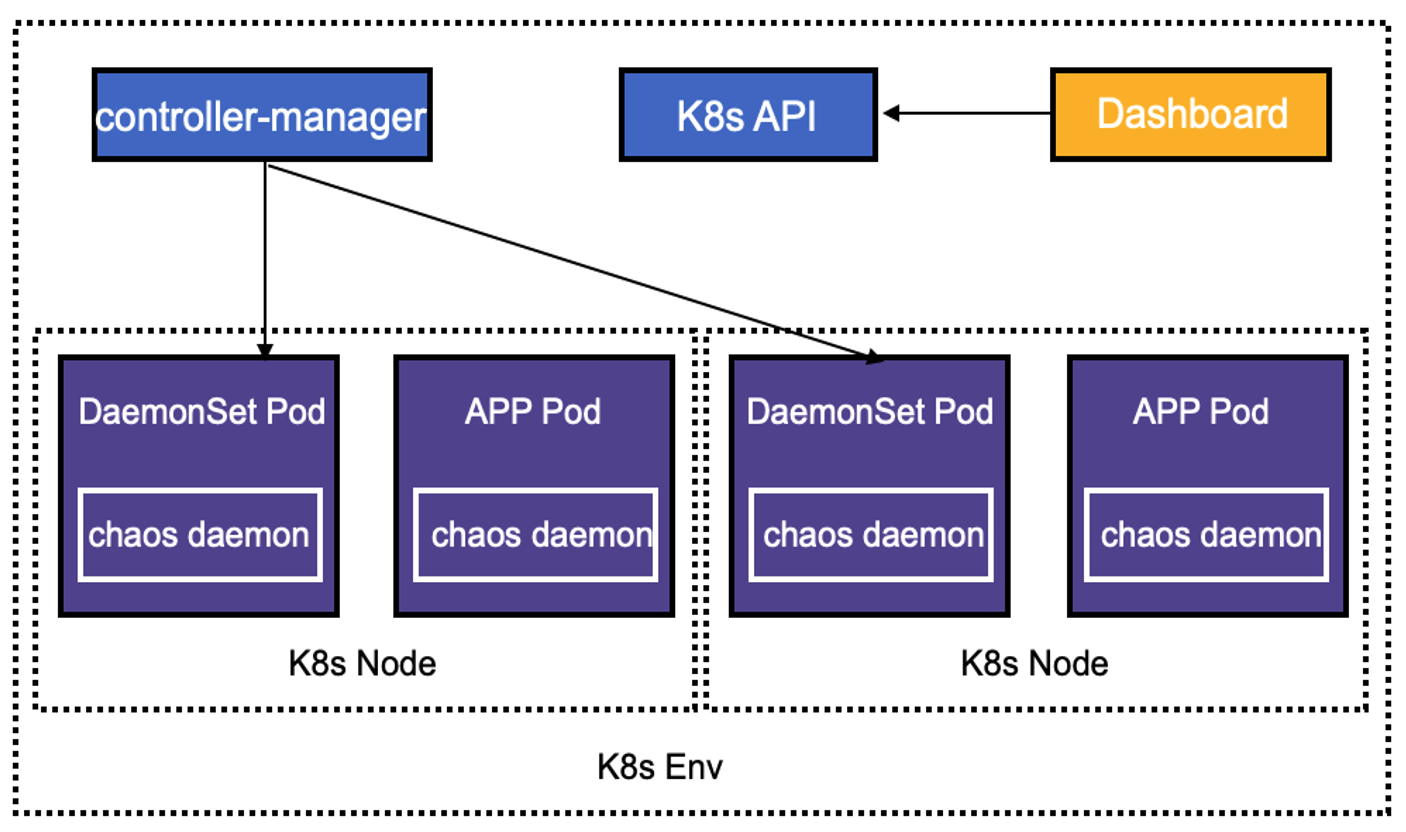 controller-manager
K8s API
Dashboard
DaemonSet Pod
APP Pod
DaemonSet Pod
APP Pod
chaos daemon
chaos daemon
chaos daemon
chaos daemon
K8s Node
K8s Node
K8s Env